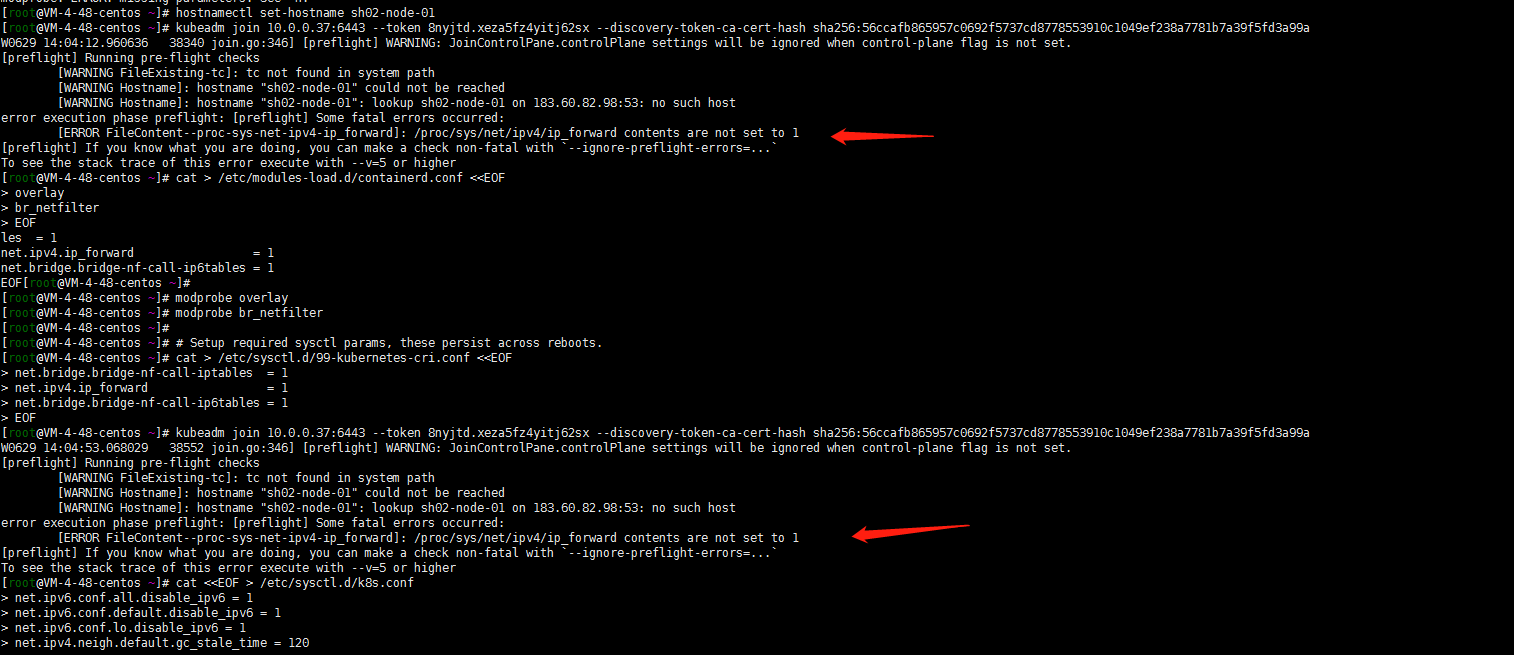 [root@VM-4-48-centos ~]# hostnamectl set-hostname sh02-node-01
[root@VM-4-48-centos ~]# kubeadm join 10.0.0.37:6443 --token 8nyjtd.xeza5fz4yitj62sx --discovery-token-ca-cert-hash sha256:56ccafb865957c0692f5737cd8778553910c1049ef238a7781b7a39f5fd3a99a
W0629 14:04:12.960636   38340 join.go:346] [preflight] WARNING: JoinControlPane.controlPlane settings will be ignored when control-plane flag is not set.
[preflight] Running pre-flight checks
        [WARNING FileExisting-tc]: tc not found in system path
        [WARNING Hostname]: hostname "sh02-node-01" could not be reached
        [WARNING Hostname]: hostname "sh02-node-01": lookup sh02-node-01 on 183.60.82.98:53: no such host
error execution phase preflight: [preflight] Some fatal errors occurred:
        [ERROR FileContent--proc-sys-net-ipv4-ip_forward]: /proc/sys/net/ipv4/ip_forward contents are not set to 1
[preflight] If you know what you are doing, you can make a check non-fatal with `--ignore-preflight-errors=...`
To see the stack trace of this error execute with --v=5 or higher
[root@VM-4-48-centos ~]# cat > /etc/modules-load.d/containerd.conf <<EOF
> overlay
> br_netfilter
> EOF
les  = 1
net.ipv4.ip_forward                 = 1
net.bridge.bridge-nf-call-ip6tables = 1
EOF[root@VM-4-48-centos ~]#
[root@VM-4-48-centos ~]# modprobe overlay
[root@VM-4-48-centos ~]# modprobe br_netfilter
[root@VM-4-48-centos ~]#
[root@VM-4-48-centos ~]# # Setup required sysctl params, these persist across reboots.
[root@VM-4-48-centos ~]# cat > /etc/sysctl.d/99-kubernetes-cri.conf <<EOF
> net.bridge.bridge-nf-call-iptables  = 1
> net.ipv4.ip_forward                 = 1
> net.bridge.bridge-nf-call-ip6tables = 1
> EOF
[root@VM-4-48-centos ~]# kubeadm join 10.0.0.37:6443 --token 8nyjtd.xeza5fz4yitj62sx --discovery-token-ca-cert-hash sha256:56ccafb865957c0692f5737cd8778553910c1049ef238a7781b7a39f5fd3a99a
W0629 14:04:53.068029   38552 join.go:346] [preflight] WARNING: JoinControlPane.controlPlane settings will be ignored when control-plane flag is not set.
[preflight] Running pre-flight checks
        [WARNING FileExisting-tc]: tc not found in system path
        [WARNING Hostname]: hostname "sh02-node-01" could not be reached
        [WARNING Hostname]: hostname "sh02-node-01": lookup sh02-node-01 on 183.60.82.98:53: no such host
error execution phase preflight: [preflight] Some fatal errors occurred:
        [ERROR FileContent--proc-sys-net-ipv4-ip_forward]: /proc/sys/net/ipv4/ip_forward contents are not set to 1
[preflight] If you know what you are doing, you can make a check non-fatal with `--ignore-preflight-errors=...`
To see the stack trace of this error execute with --v=5 or higher
[root@VM-4-48-centos ~]# cat <<EOF > /etc/sysctl.d/k8s.conf
> net.ipv6.conf.all.disable_ipv6 = 1
> net.ipv6.conf.default.disable_ipv6 = 1
> net.ipv6.conf.lo.disable_ipv6 = 1
> net.ipv4.neigh.default.gc_stale_time = 120